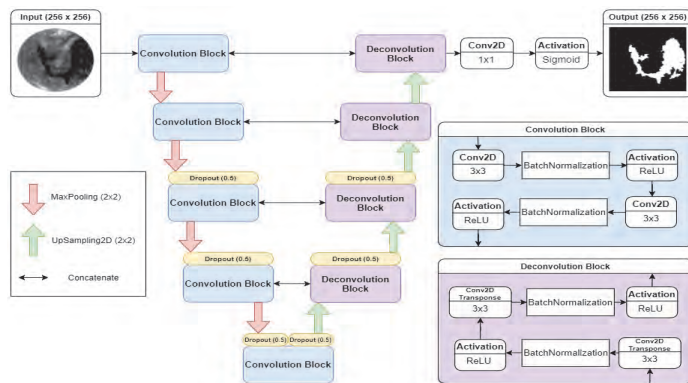 Input (256 x 256)
Convolution Block
Deconvolution
Block
Conv2D
1x1
Activation
Sigmoid
Output (256 x 256)
Convolution Block
Deconvolution
Block
Dropout (0.5)
Convolution Block
Dropout (0.5)
Deconvolution
Block
Dropout (0.5)
Convolution Block
Dropout (0.5)
Deconvolution
Block
Dropout (0.5) Dropout (0.5)
Convolution Block
MaxPooling (2x2)
UpSampling2D (2x2)
Concatenate
Convolution Block
Conv2D
3x3
BatchNormalization
Activation
ReLU
Activation
ReLU
BatchNormalization
Conv2D
3x3
Deconvolution Block
Conv2D
Transpose
3x3
BatchNormalization
Activation
ReLU
Activation
ReLU
BatchNormalization
Conv2D
Transpose
3x3